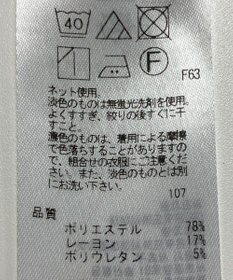 40
F
F63
ネット使用。
淡色のものは無蛍光洗剤を使用。
よくすすぎ、絞りの後すぐに干
すこと。
濃色のものは、着用による摩擦
で色落ちすることがありますの
で、組合せの衣服にご注意くだ
さい。また、淡色のものとは別
にお洗い下さい。
107
品質
ポリエステル 78%
レーヨン 17%
ポリウレタン 5%